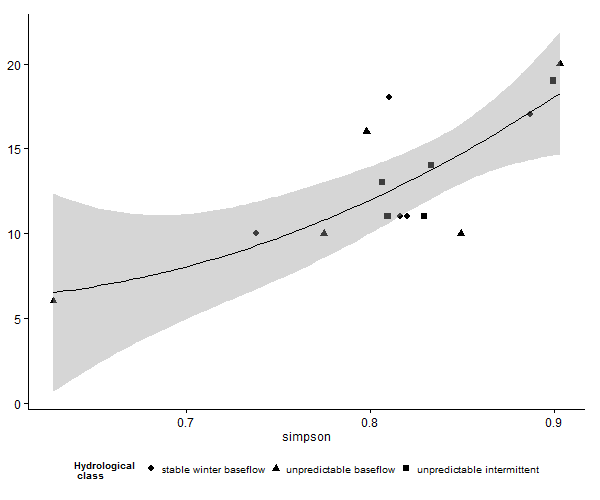 20
15
10
5
0
0.7 0.8 0.9
simpson
Hydrological
class
stable winter baseflow unpredictable baseflow unpredictable intermittent